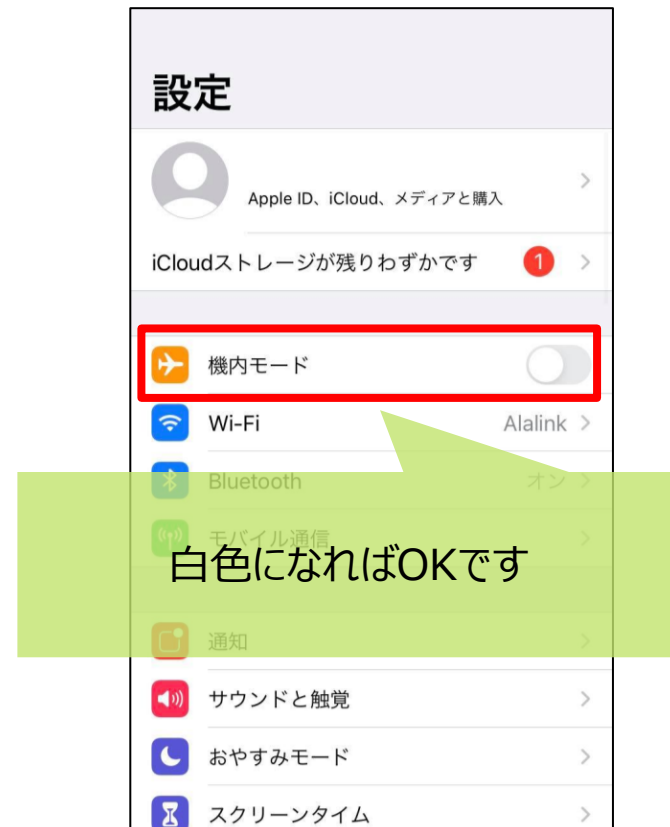 設定
Apple ID、iCloud、メディアと購入
iCloudストレージが残りわずかです 1
機内モード
Wi-Fi Alalink
Bluetooth オン
モバイル通信
白色になればOKです
通知
サウンドと触覚
おやすみモード
スクリーンタイム